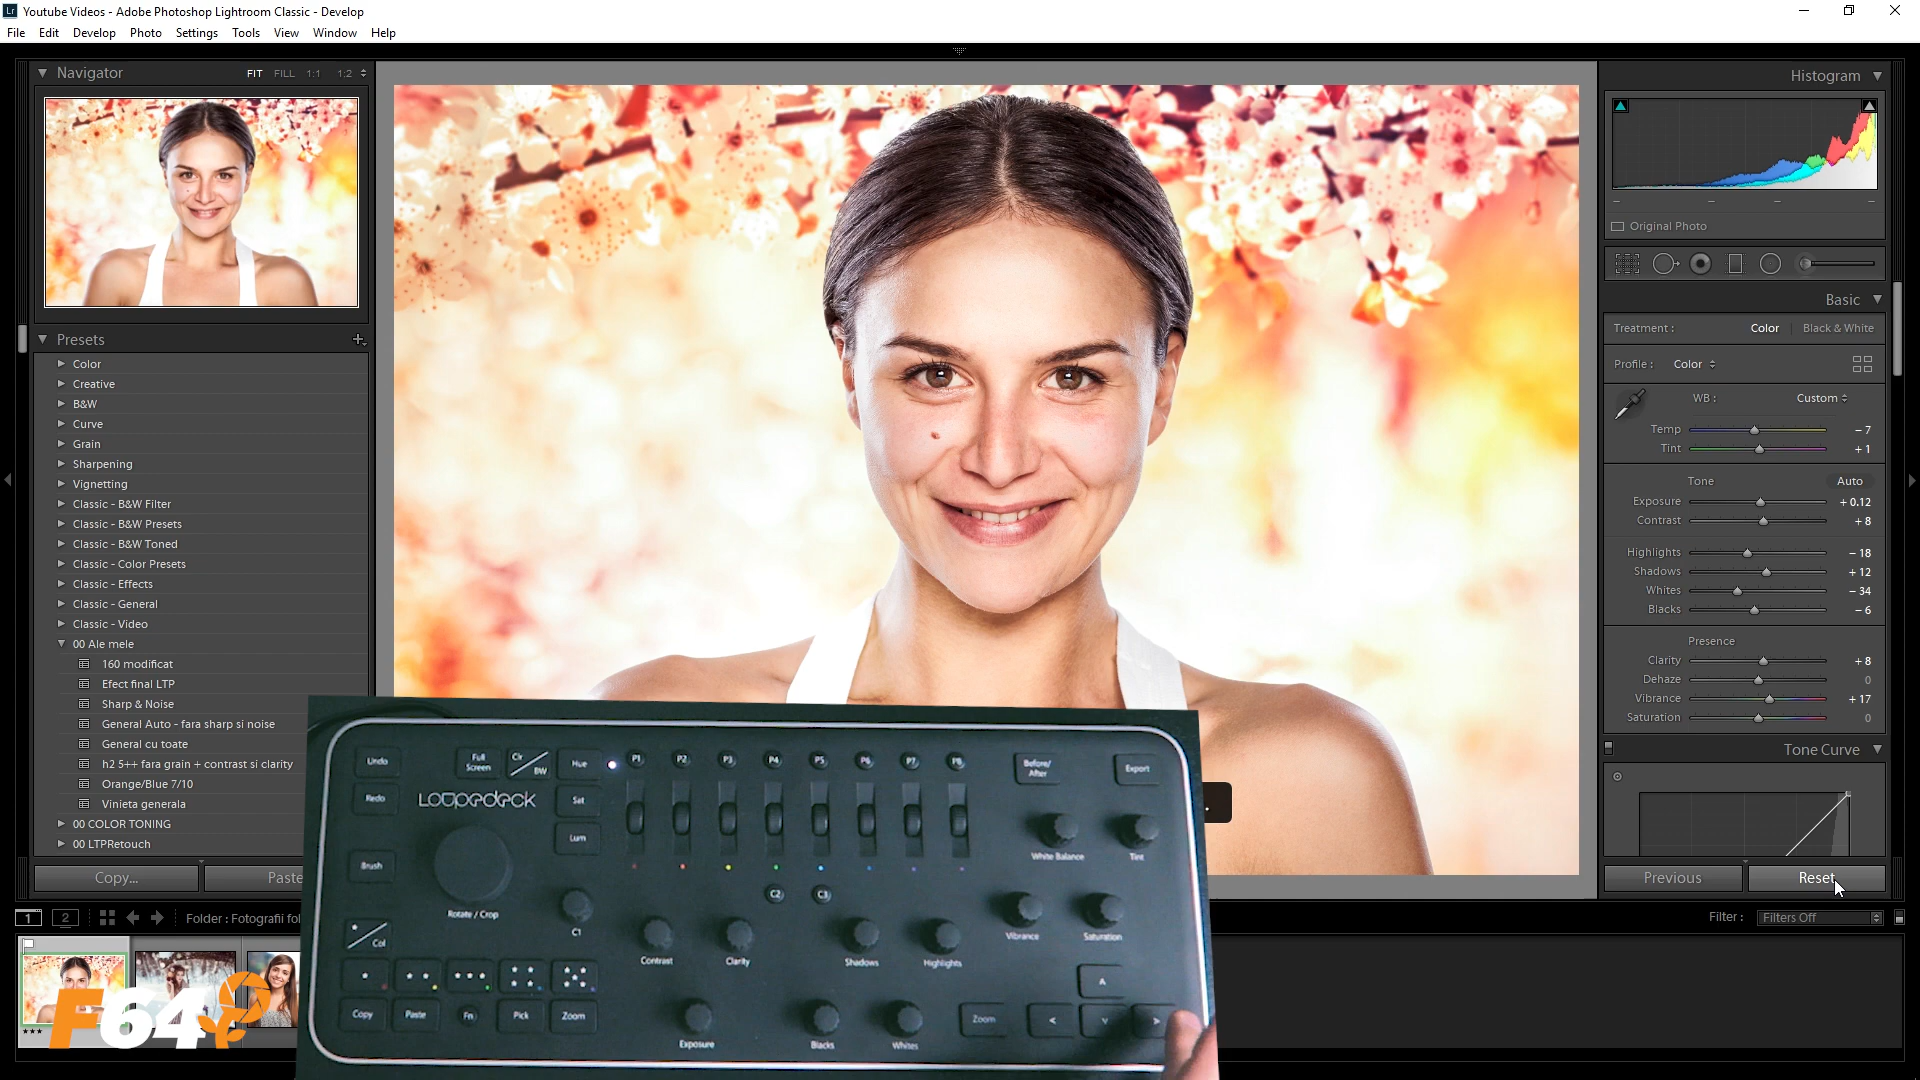 Lr Youtube Videos - Adobe Photoshop Lightroom Classic - Develop
File Edit Develop Photo Settings Tools View Window Help
Navigator FIT FILL 1:1 1:2
Presets
Color
Creative
B&W
Curve
Grain
Sharpening
Vignetting
Classic - B&W Filter
Classic - B&W Presets
Classic - B&W Toned
Classic - Color Presets
Classic - Effects
Classic - General
Classic - Video
00 Ale mele
160 modificat
Efect final LTP
Sharp & Noise
General Auto - fara sharp si noise
General cu toate
h2 5++ fara grain + contrast si clarity
Orange/Blue 7/10
Vinieta generala
00 COLOR TONING
00 LTPRetouch
Copy... Paste
1 2 Folder : Fotografii fol
F64
Histogram
Original Photo
Basic
Treatment : Color Black & White
Profile : Color
WB : Custom
Temp - 7
Tint + 1
Tone Auto
Exposure + 0.12
Contrast + 8
Highlights - 18
Shadows + 12
Whites - 34
Blacks - 6
Presence
Clarity + 8
Dehaze 0
Vibrance + 17
Saturation 0
Tone Curve
Previous Reset
Filter : Filters Off
Undo Full Screen Clr BW Hue P1 P2 P3 P4 P5 P6 P7 P8 Before/ After Export
Redo Loupedeck Sat
Lum
Brush White Balance Tint
C2 C3
Rotate / Crop C1
Col Contrast Clarity Shadows Highlights Vibrance Saturation
A
Copy Paste Fn Pick Zoom Zoom < v >
Exposure Blacks Whites